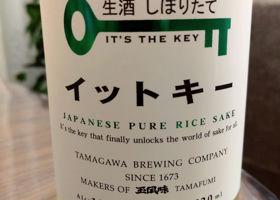 生酒 しぼりたて
IT'S THE KEY
イットキー
JAPANESE PURE RICE SAKE
It's the key that finally unlocks the world of sake for all.
TAMAGAWA BREWING COMPANY
SINCE 1673
MAKERS OF 玉風味 TAMAFUMI